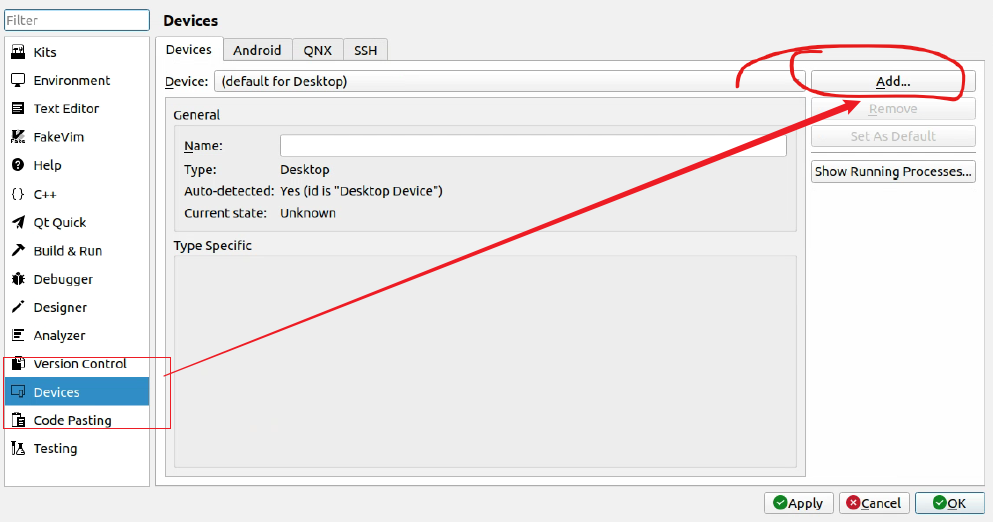 Filter
Devices
Kits
Environment
Text Editor
FakeVim
Help
C++
Qt Quick
Build & Run
Debugger
Designer
Analyzer
Version Control
Devices
Code Pasting
Testing
Devices Android QNX SSH
Device: (default for Desktop) Add...
Remove
Set As Default
Show Running Processes...
General
Name:
Type: Desktop
Auto-detected: Yes (id is "Desktop Device")
Current state: Unknown
Type Specific
Apply Cancel OK